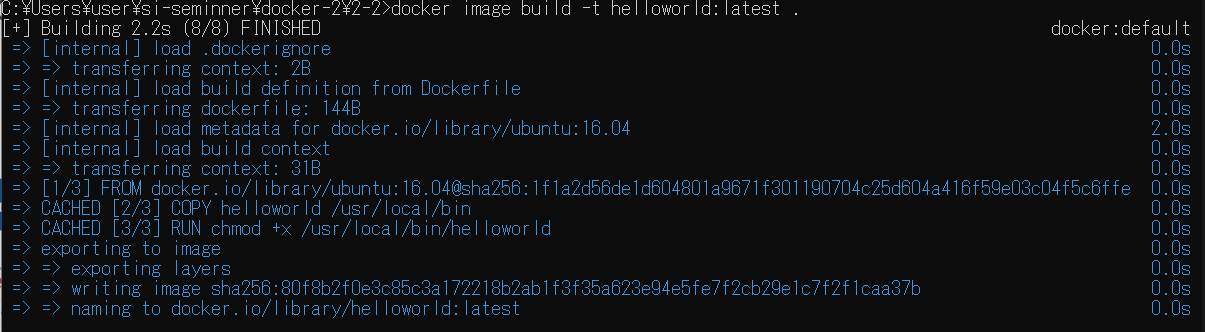 C:¥Users¥user¥si-seminner¥docker-2¥2-2>docker image build -t helloworld:latest .
[+] Building 2.2s (8/8) FINISHED docker:default
=> [internal] load .dockerignore 0.0s
=> => transferring context: 2B 0.0s
=> [internal] load build definition from Dockerfile 0.0s
=> => transferring dockerfile: 144B 0.0s
=> [internal] load metadata for docker.io/library/ubuntu:16.04 2.0s
=> [internal] load build context 0.0s
=> => transferring context: 31B 0.0s
=> [1/3] FROM docker.io/library/ubuntu:16.04@sha256:1f1a2d56de1d604801a9671f301190704c25d604a416f59e03c04f5c6ffe 0.0s
=> CACHED [2/3] COPY helloworld /usr/local/bin 0.0s
=> CACHED [3/3] RUN chmod +x /usr/local/bin/helloworld 0.0s
=> exporting to image 0.0s
=> => exporting layers 0.0s
=> => writing image sha256:80f8b2f0e3c85c3a172218b2ab1f3f35a623e94e5fe7f2cb29e1c7f2f1caa37b 0.0s
=> => naming to docker.io/library/helloworld:latest 0.0s